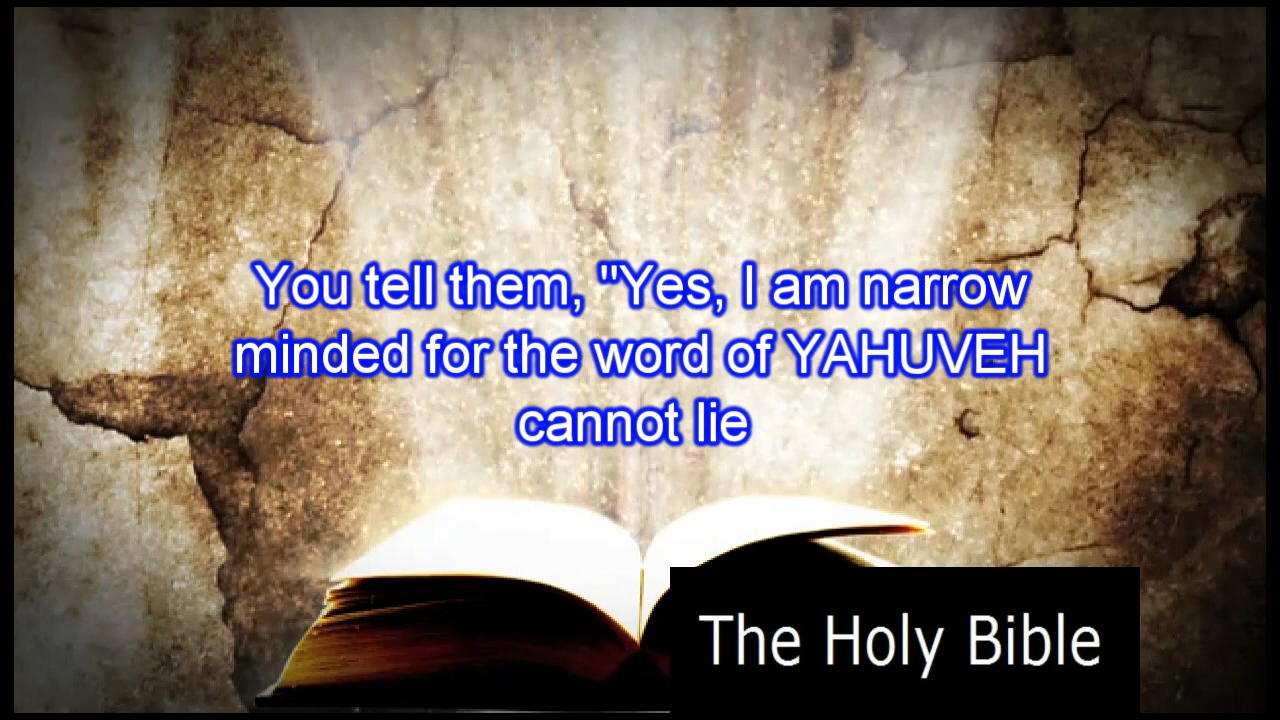 You tell them, "Yes, I am narrow
minded for the word of YAHUVEH
cannot lie
The Holy Bible